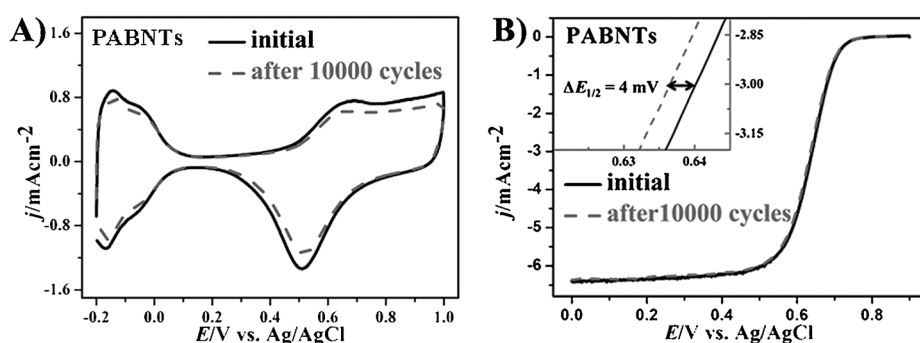 A)
PABNTs
initial
after 10000 cycles
1.6
0.8
0.0
-0.8
-1.6
j/mAcm-2
-0.2 0.0 0.2 0.4 0.6 0.8 1.0
E/V vs. Ag/AgCl
B)
PABNTs
ΔE1/2 = 4 mV
-2.85
-3.00
-3.15
0.63 0.64
initial
after10000 cycles
0
-1
-2
-3
-4
-5
-6
j/mAcm-2
0.0 0.2 0.4 0.6 0.8
E/V vs. Ag/AgCl